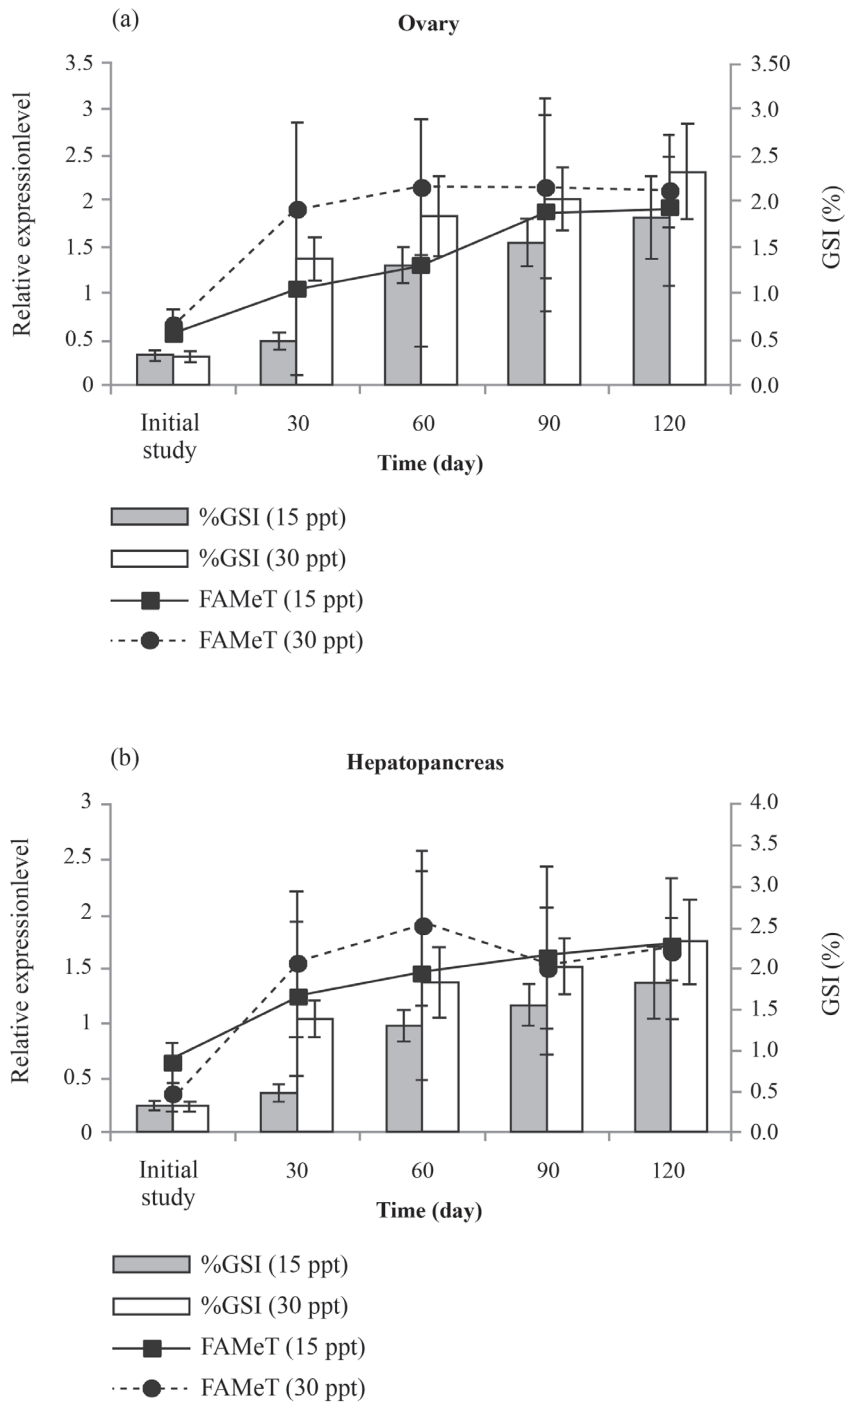 (a)
Ovary
Relative expressionlevel
3.5
3
2.5
2
1.5
1
0.5
0
3.50
3.0
2.5
2.0
1.5
1.0
0.5
0.0
GSI (%)
Initial
study
30
60
90
120
Time (day)
%GSI (15 ppt)
%GSI (30 ppt)
FAMeT (15 ppt)
FAMeT (30 ppt)
(b)
Hepatopancreas
Relative expressionlevel
3
2.5
2
1.5
1
0.5
0
4.0
3.5
3.0
2.5
2.0
1.5
1.0
0.5
0.0
GSI (%)
Initial
study
30
60
90
120
Time (day)
%GSI (15 ppt)
%GSI (30 ppt)
FAMeT (15 ppt)
FAMeT (30 ppt)